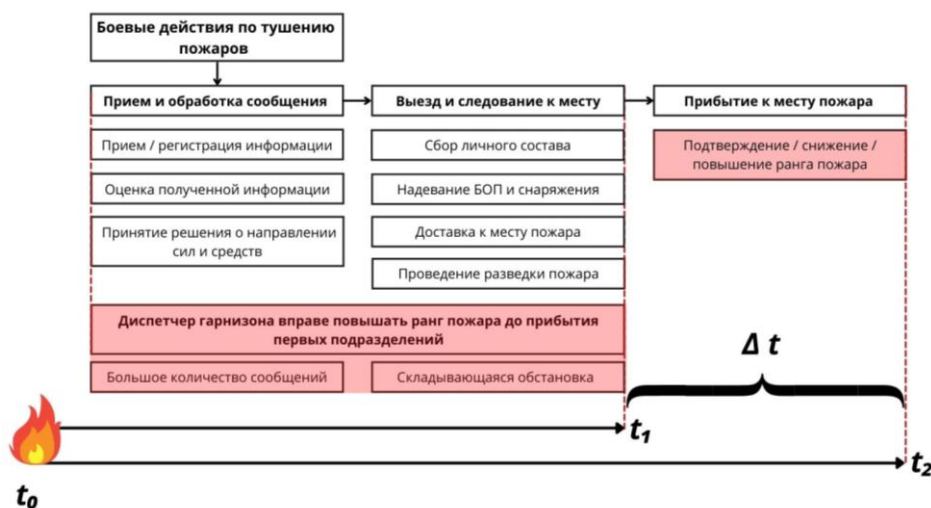 Боевые действия по тушению
пожаров
Прием и обработка сообщения
Выезд и следование к месту
Прибытие к месту пожара
Прием / регистрация информации
Сбор личного состава
Подтверждение / снижение /
повышение ранга пожара
Оценка полученной информации
Надевание БОП и снаряжения
Принятие решения о направлении
сил и средств
Доставка к месту пожара
Проведение разведки пожара
Диспетчер гарнизона вправе повышать ранг пожара до прибытия
первых подразделений
Большое количество сообщений
Складывающаяся обстановка
Δ t
t₁
t₂
t₀